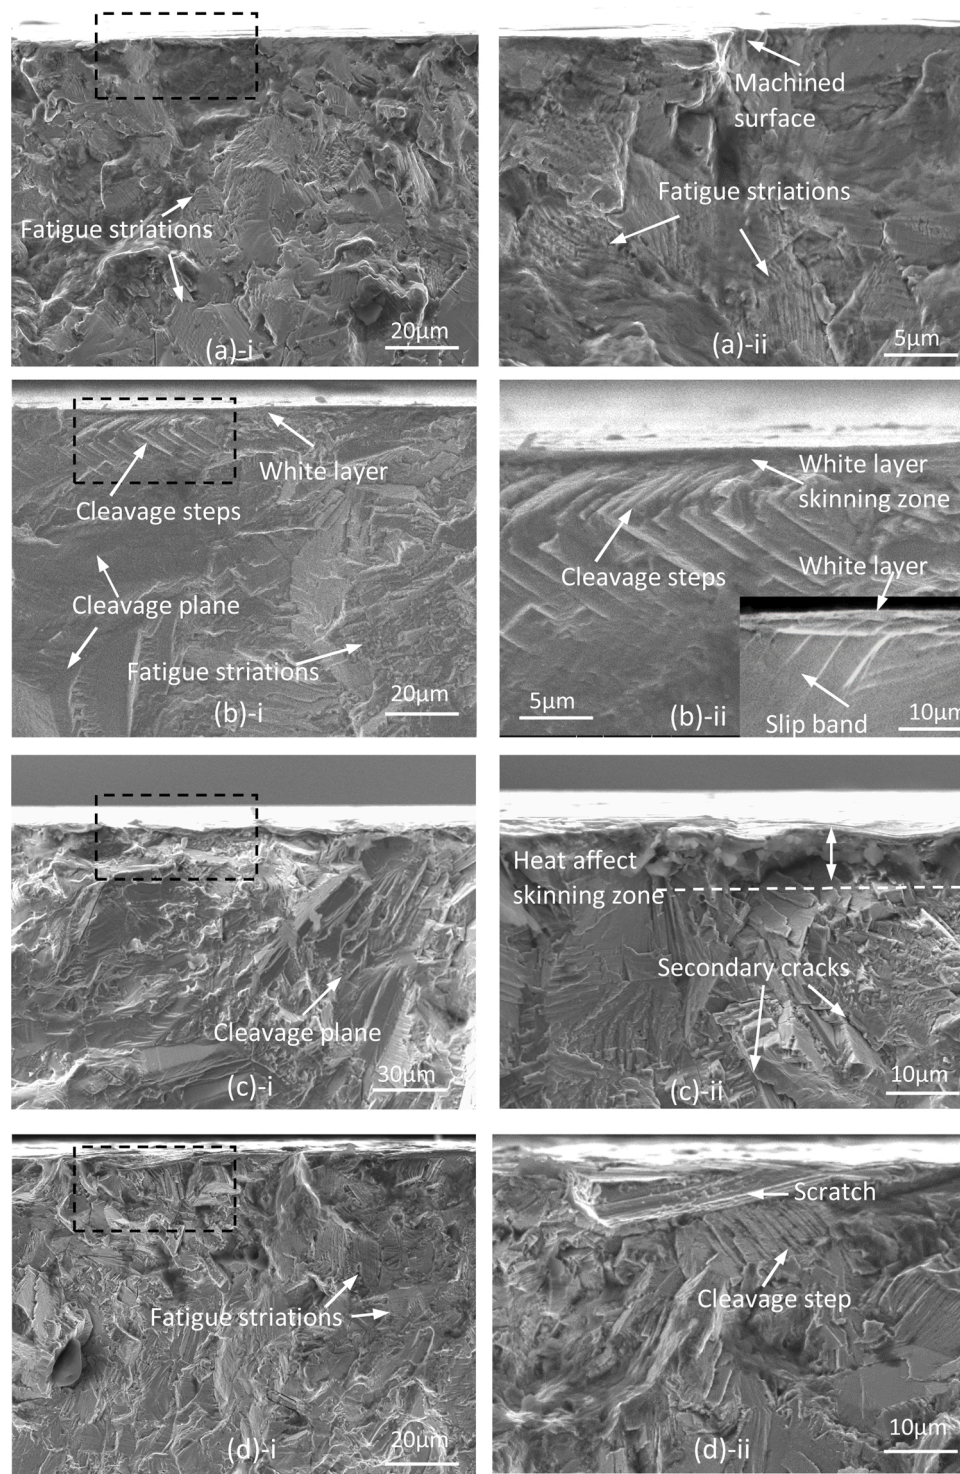 Fatigue striations
20μm
(a)-i
Machined
surface
Fatigue striations
(a)-ii
5μm
White layer
Cleavage steps
Cleavage plane
Fatigue striations
20μm
(b)-i
White layer
skinning zone
Cleavage steps
White layer
5μm
(b)-ii
Slip band
10μm
Cleavage plane
30μm
(c)-i
Heat affect
skinning zone
Secondary cracks
10μm
(c)-ii
Fatigue striations
20μm
(d)-i
Scratch
Cleavage step
10μm
(d)-ii